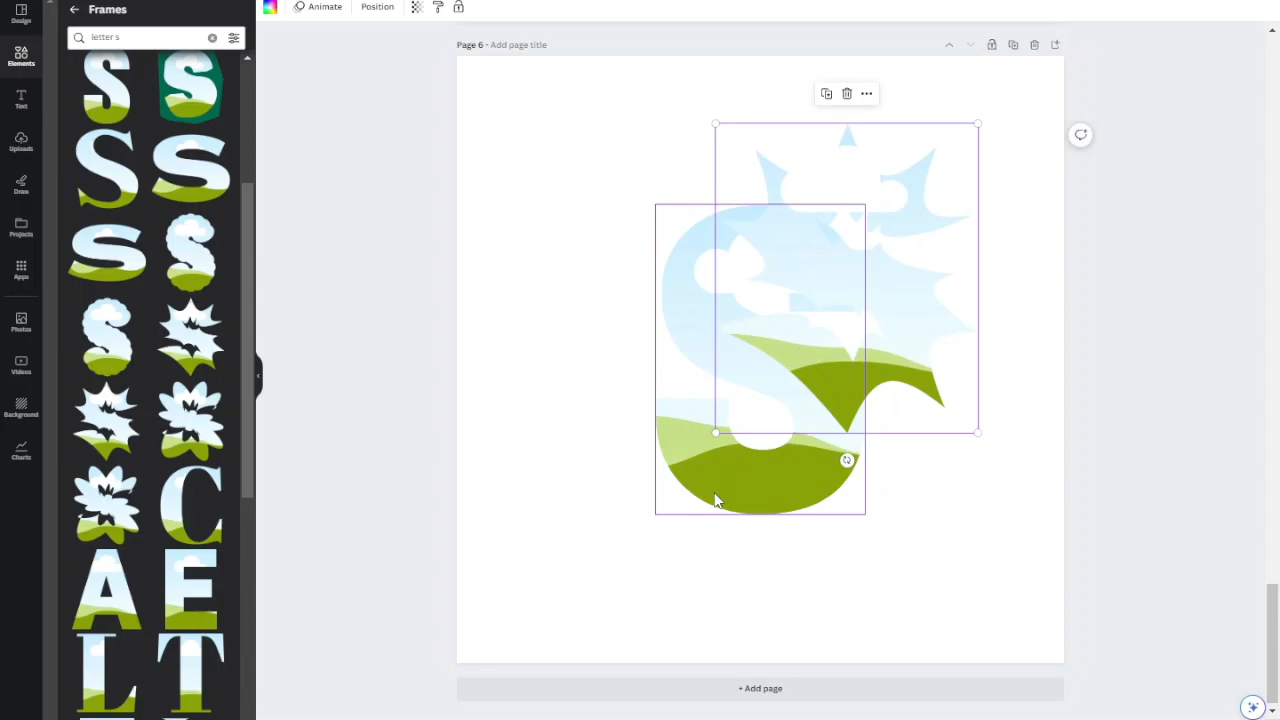 Frames
Animate
Position
Design
letter s
Page 6 - Add page title
Elements
Text
Uploads
Draw
Projects
Apps
Photos
Videos
Background
Charts
S
S
S
S
S
S
S
S
S
S
S
C
A
E
L
T
+ Add page